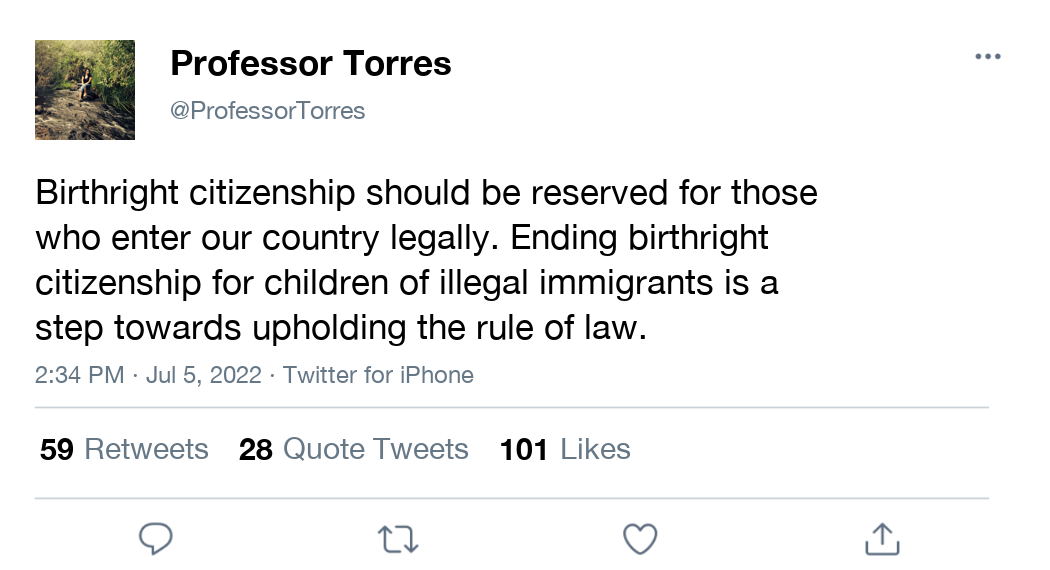 Professor Torres
@ProfessorTorres
Birthright citizenship should be reserved for those
who enter our country legally. Ending birthright
citizenship for children of illegal immigrants is a
step towards upholding the rule of law.
2:34 PM · Jul 5, 2022 · Twitter for iPhone
59 Retweets 28 Quote Tweets 101 Likes